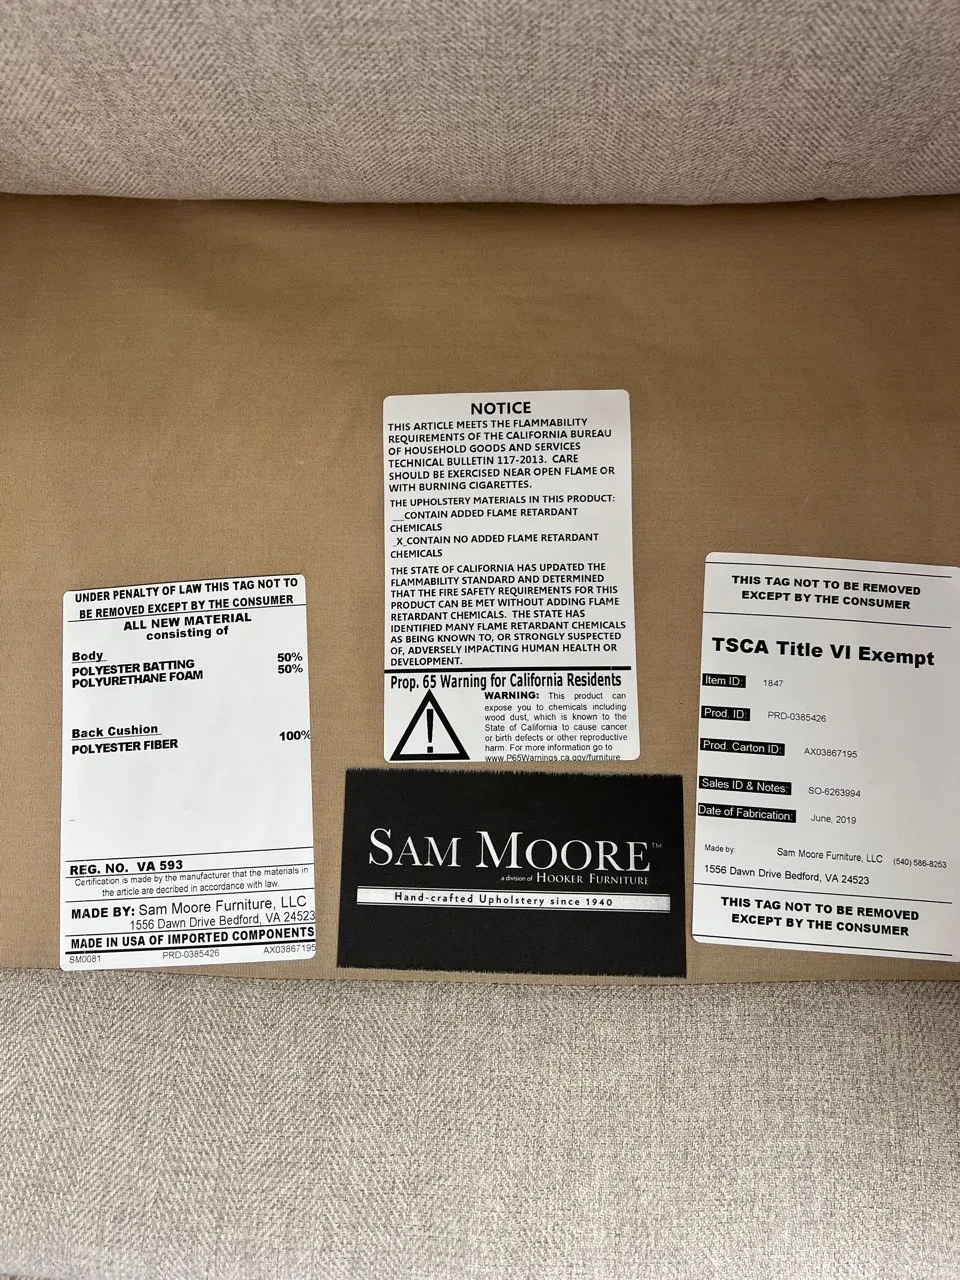 NOTICE
THIS ARTICLE MEETS THE FLAMMABILITY
REQUIREMENTS OF THE CALIFORNIA BUREAU
OF HOUSEHOLD GOODS AND SERVICES
TECHNICAL BULLETIN 117-2013. CARE
SHOULD BE EXERCISED NEAR OPEN FLAME OR
WITH BURNING CIGARETTES.
THE UPHOLSTERY MATERIALS IN THIS PRODUCT:
__CONTAIN ADDED FLAME RETARDANT
CHEMICALS
_X_CONTAIN NO ADDED FLAME RETARDANT
CHEMICALS
THE STATE OF CALIFORNIA HAS UPDATED THE
FLAMMABILITY STANDARD AND DETERMINED
THAT THE FIRE SAFETY REQUIREMENTS FOR THIS
PRODUCT CAN BE MET WITHOUT ADDING FLAME
RETARDANT CHEMICALS. THE STATE HAS
IDENTIFIED MANY FLAME RETARDANT CHEMICALS
AS BEING KNOWN TO, OR STRONGLY SUSPECTED
OF, ADVERSELY IMPACTING HUMAN HEALTH OR
DEVELOPMENT.
Prop. 65 Warning for California Residents
WARNING: This product can
expose you to chemicals including
wood dust, which is known to the
State of California to cause cancer
or birth defects or other reproductive
harm. For more information go to
www.P65Warnings.ca.gov/furniture.
UNDER PENALTY OF LAW THIS TAG NOT TO
BE REMOVED EXCEPT BY THE CONSUMER
ALL NEW MATERIAL
consisting of
Body
POLYESTER BATTING 50%
POLYURETHANE FOAM 50%
Back Cushion
POLYESTER FIBER 100%
REG. NO. VA 593
Certification is made by the manufacturer that the materials in
the article are decribed in accordance with law.
MADE BY: Sam Moore Furniture, LLC
1556 Dawn Drive Bedford, VA 24523
MADE IN USA OF IMPORTED COMPONENTS
SM0081 PRD-0385426 AX03867195
SAM MOORE™
a division of HOOKER FURNITURE
Hand-crafted Upholstery since 1940
THIS TAG NOT TO BE REMOVED
EXCEPT BY THE CONSUMER
TSCA Title VI Exempt
Item ID: 1847
Prod. ID: PRD-0385426
Prod. Carton ID: AX03867195
Sales ID & Notes: SO-6263994
Date of Fabrication: June, 2019
Made by: Sam Moore Furniture, LLC (540) 586-8253
1556 Dawn Drive Bedford, VA 24523
THIS TAG NOT TO BE REMOVED
EXCEPT BY THE CONSUMER